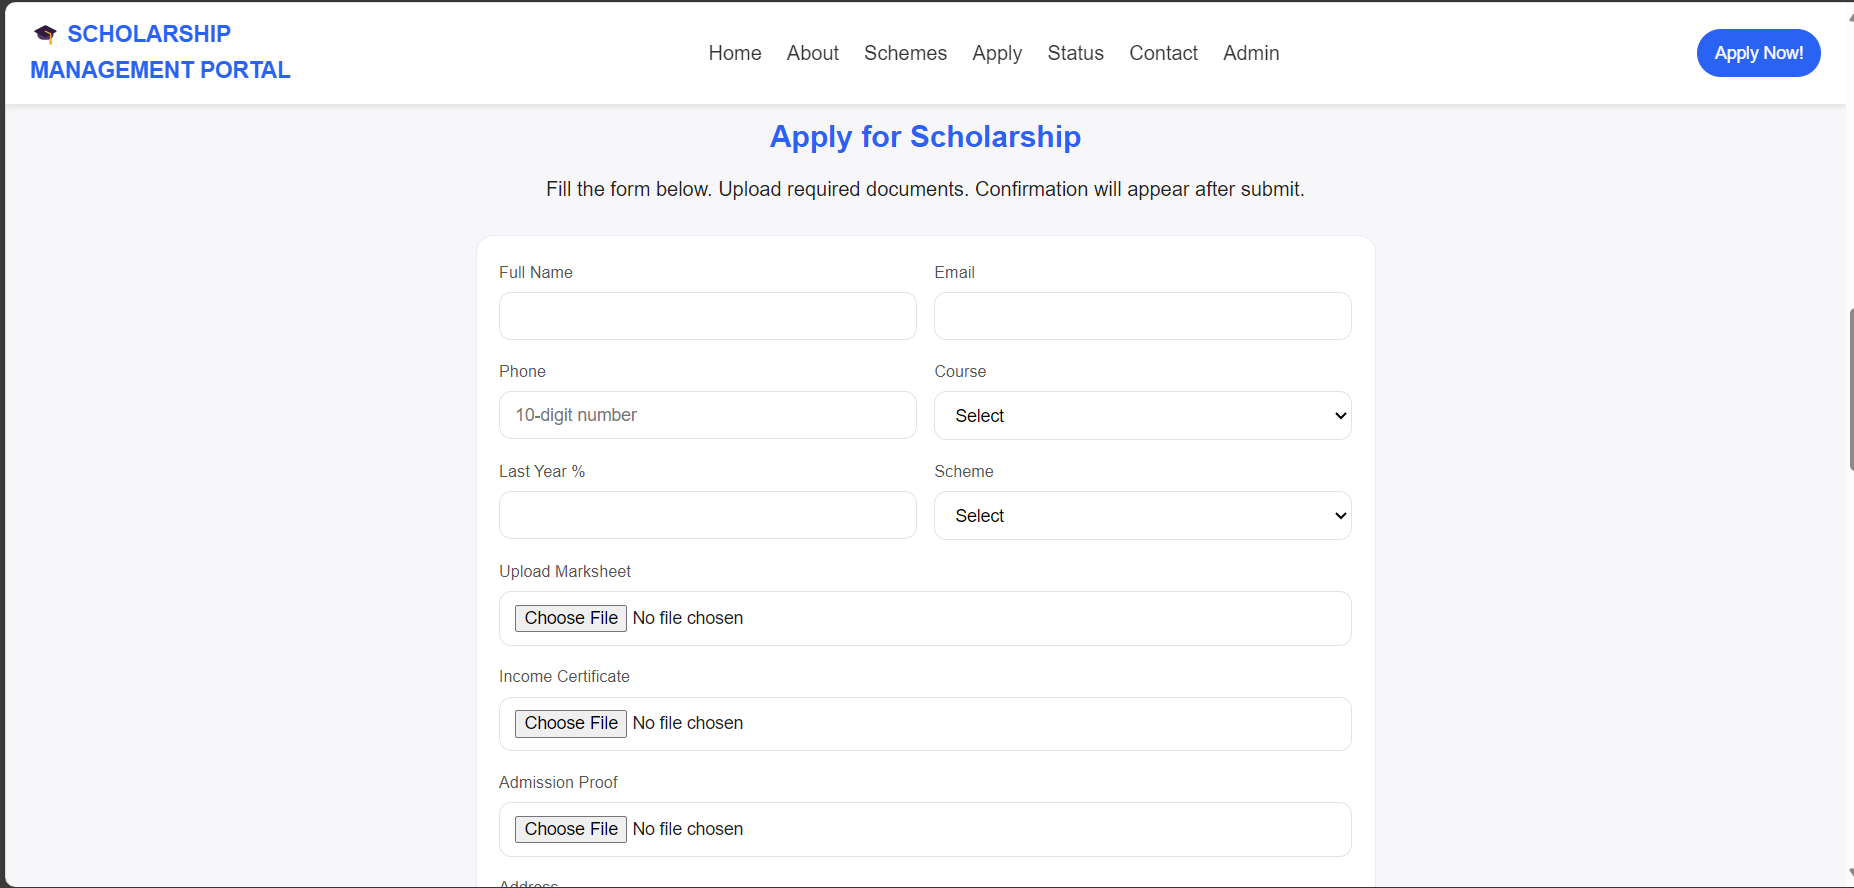 SCHOLARSHIP
MANAGEMENT PORTAL
Home About Schemes Apply Status Contact Admin
Apply Now!
Apply for Scholarship
Fill the form below. Upload required documents. Confirmation will appear after submit.
Full Name Email
Phone Course
10-digit number Select
Last Year % Scheme
Select
Upload Marksheet
Choose File No file chosen
Income Certificate
Choose File No file chosen
Admission Proof
Choose File No file chosen
Address